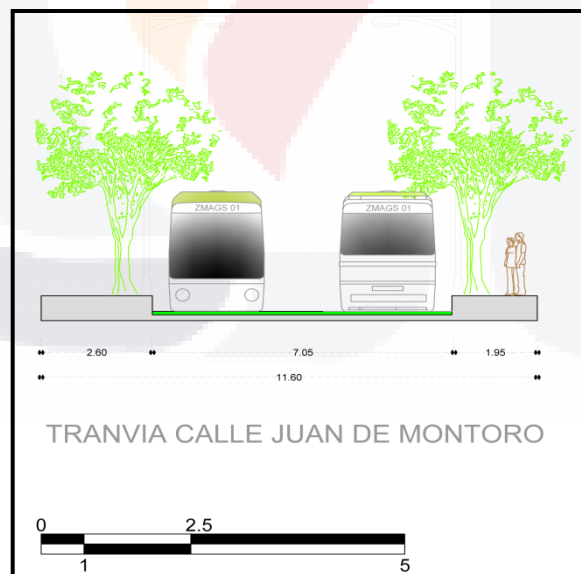 ZMAGS 01 ZMAGS 01
2.60 7.05 1.95
11.60
TRANVIA CALLE JUAN DE MONTORO
0 2.5
1 5